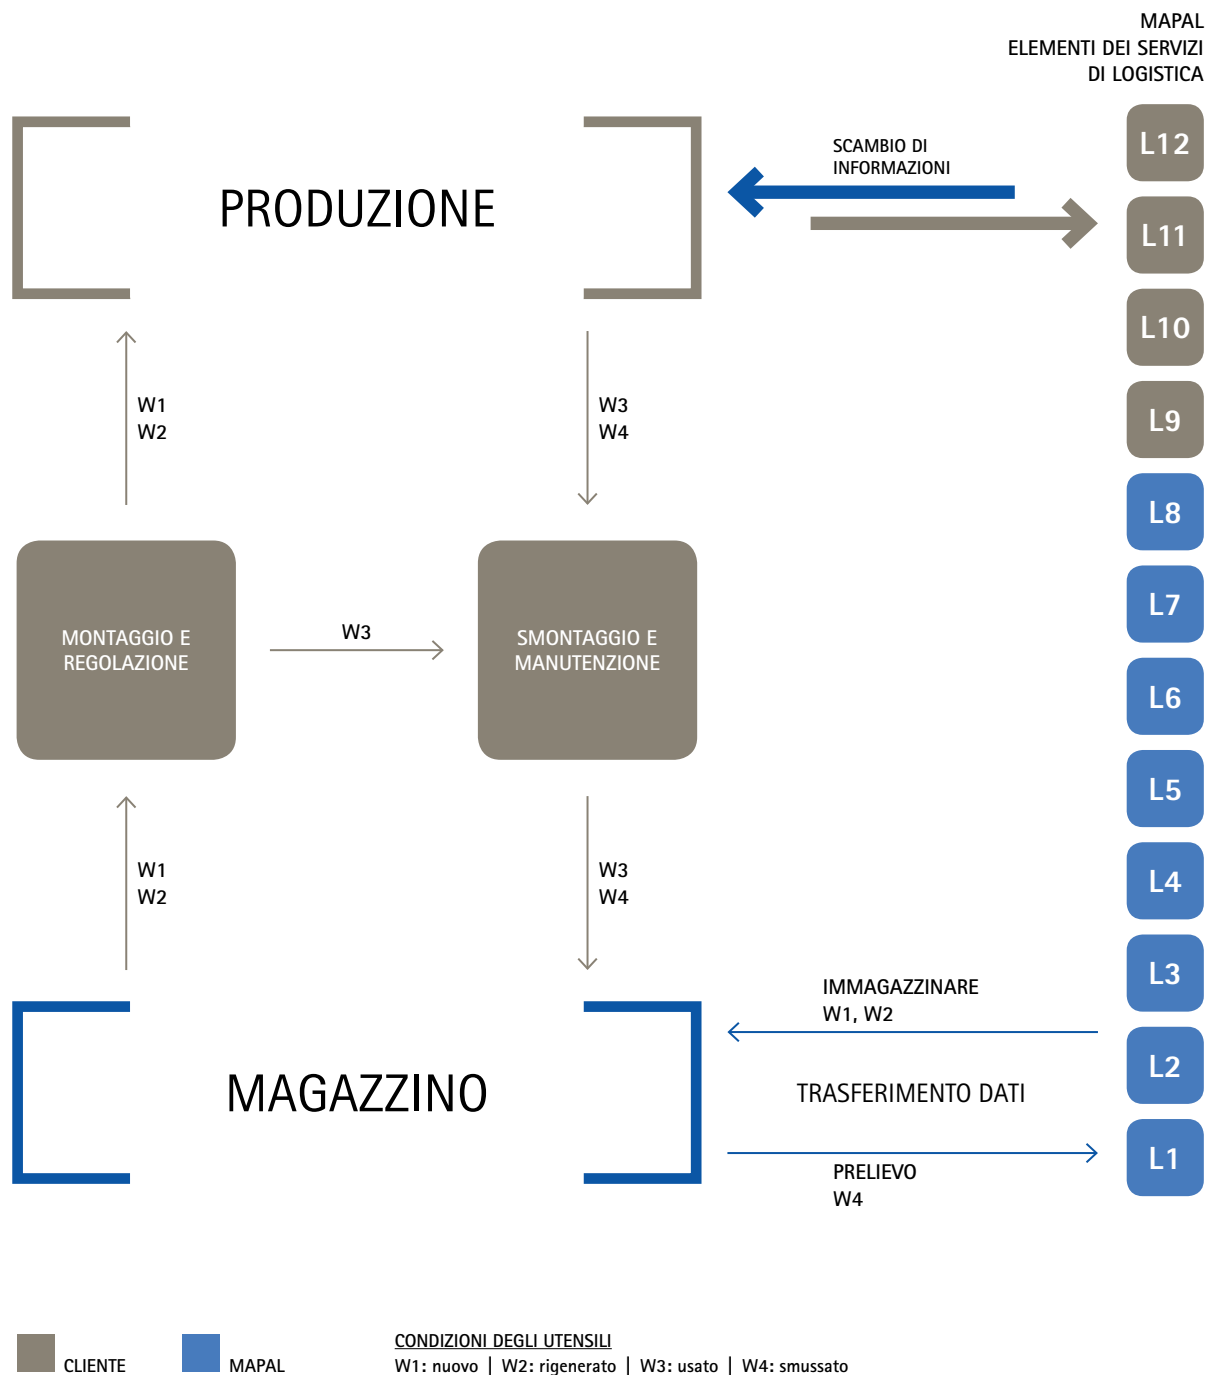 MAPAL
ELEMENTI DEI SERVIZI
DI LOGISTICA
L12
SCAMBIO DI
INFORMAZIONI
PRODUZIONE
L11
L10
W1
W2
W3
W4
L9
L8
MONTAGGIO E
REGOLAZIONE
W3
SMONTAGGIO E
MANUTENZIONE
L7
L6
L5
W1
W2
W3
W4
L4
L3
IMMAGAZZINARE
W1, W2
MAGAZZINO
TRASFERIMENTO DATI
L2
L1
PRELIEVO
W4
CLIENTE
MAPAL
CONDIZIONI DEGLI UTENSILI
W1: nuovo | W2: rigenerato | W3: usato | W4: smussato